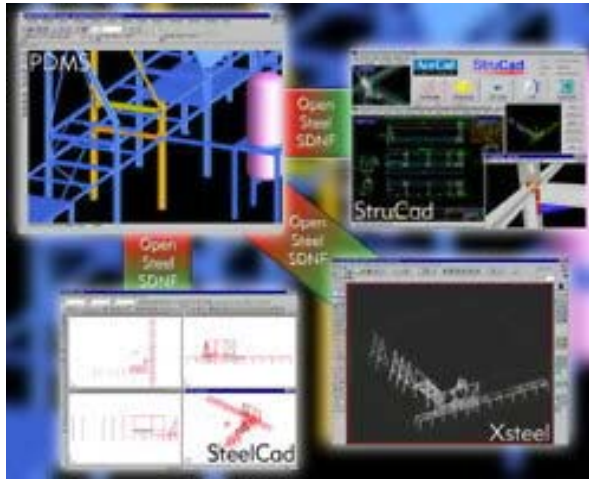 PDMS
StruCad
Open
Steel
SDNF
StruCad
Open
Steel
SDNF
Open
Steel
SDNF
SteelCad
Xsteel